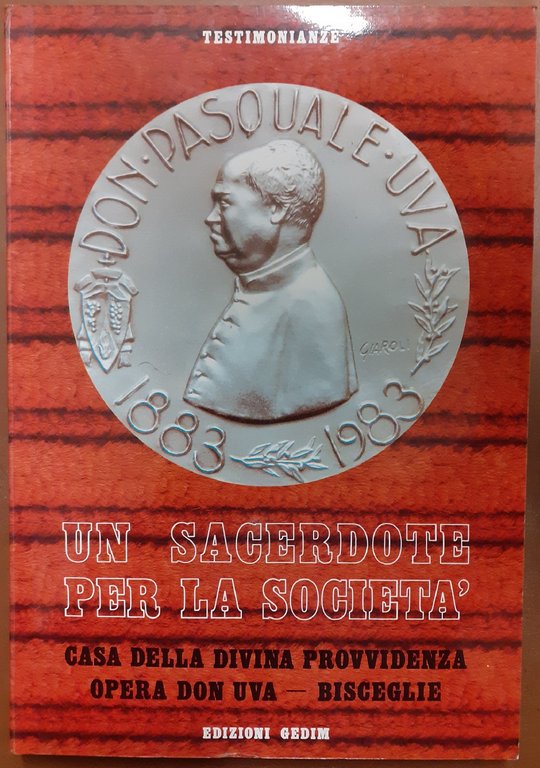 TESTIMONIANZE
DON·PASQUALE·UVA
GIAROLI
1883 1983
UN SACERDOTE
PER LA SOCIETA'
CASA DELLA DIVINA PROVVIDENZA
OPERA DON UVA — BISCEGLIE
EDIZIONI GEDIM